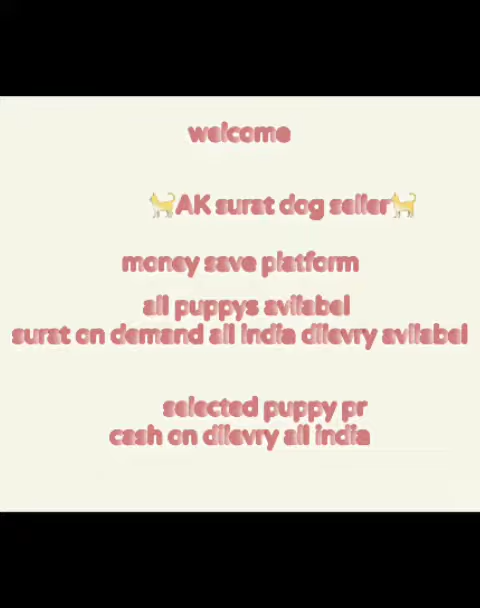 welcome
🐕AK surat dog seller🐕
money save platform
all puppys avilabel
surat on demand all india dilevry avilabel
selected puppy pr
cash on dilevry all india